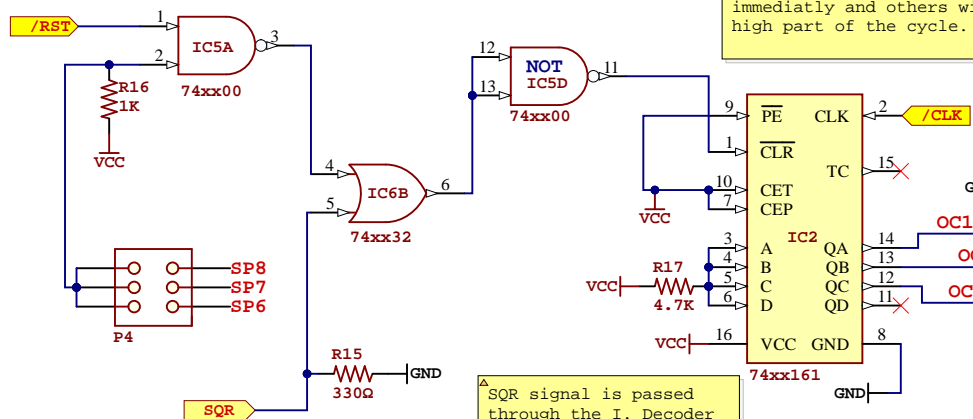 immediatly and others wi
high part of the cycle.
/RST
1
2
3
IC5A
74xx00
R16
1K
VCC
12
13
11
NOT
IC5D
74xx00
4
5
6
IC6B
74xx32
9
PE
CLK
2
/CLK
1
CLR
TC
15
10
CET
7
CEP
VCC
G
IC2
3
A
QA
14
OC1
4
B
QB
13
OC
5
C
QC
12
OC
6
D
QD
11
VCC
R17
4.7K
VCC
16
VCC
GND
8
74xx161
GND
SP8
SP7
SP6
P4
R15
330Ω
GND
SQR
SQR signal is passed
through the I. Decoder